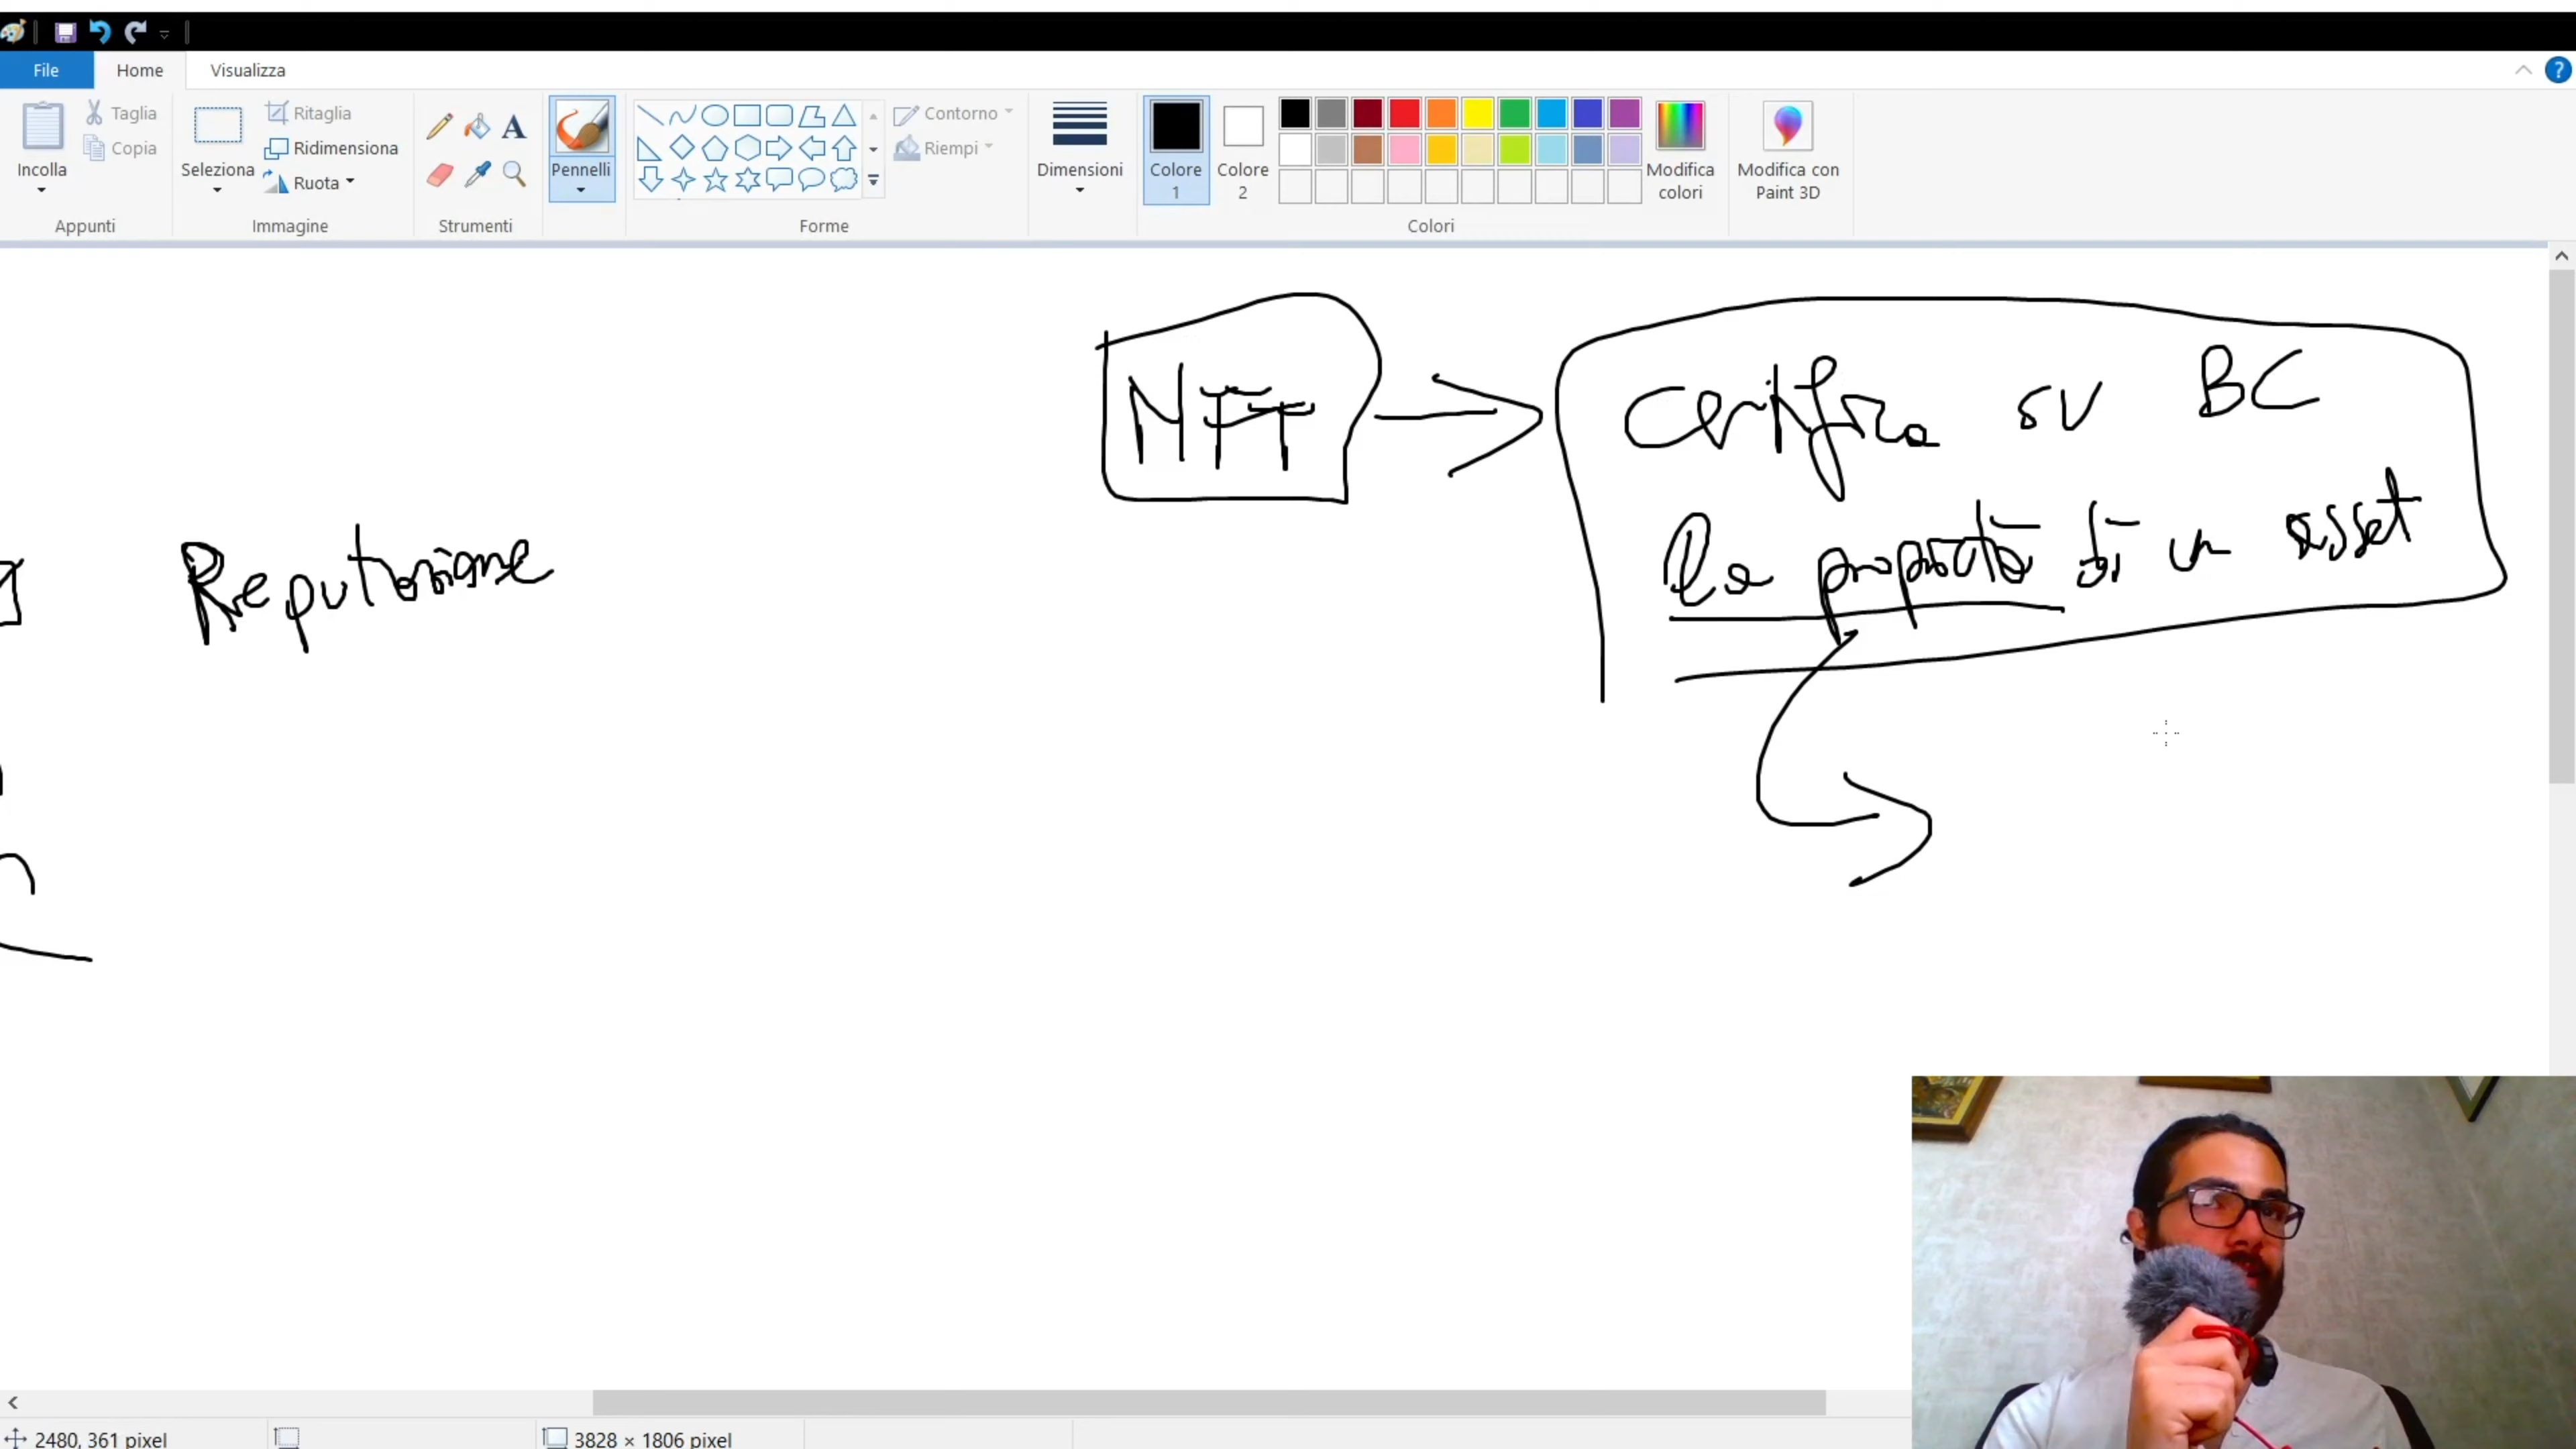 File Home Visualizza
Incolla
Taglia
Copia
Appunti
Seleziona
Ritaglia
Ridimensiona
Ruota
Immagine
A
Strumenti
Pennelli
Forme
Contorno
Riempi
Dimensioni
Colore 1
Colore 2
Colori
Modifica colori
Modifica con Paint 3D
?
NFT
Certifica su BC
la proprietà di un asset
Reputazione
2480, 361 pixel
3828 × 1806 pixel